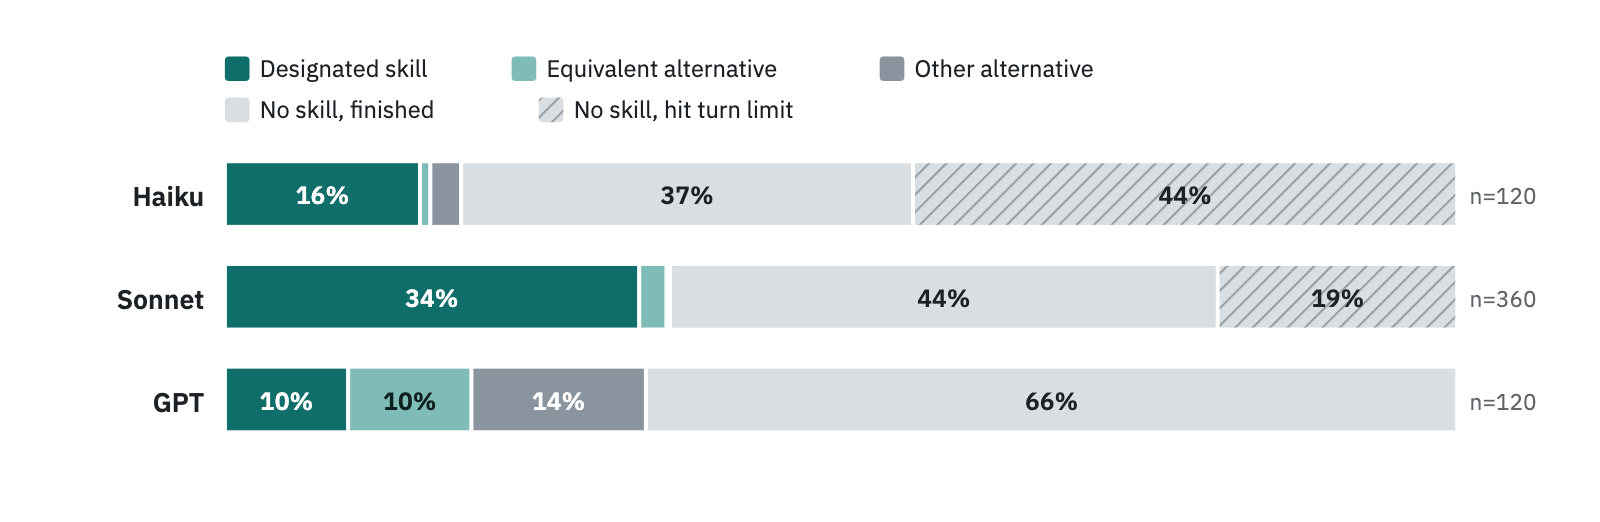 Designated skill Equivalent alternative Other alternative
No skill, finished No skill, hit turn limit
Haiku 16% 37% 44% n=120
Sonnet 34% 44% 19% n=360
GPT 10% 10% 14% 66% n=120